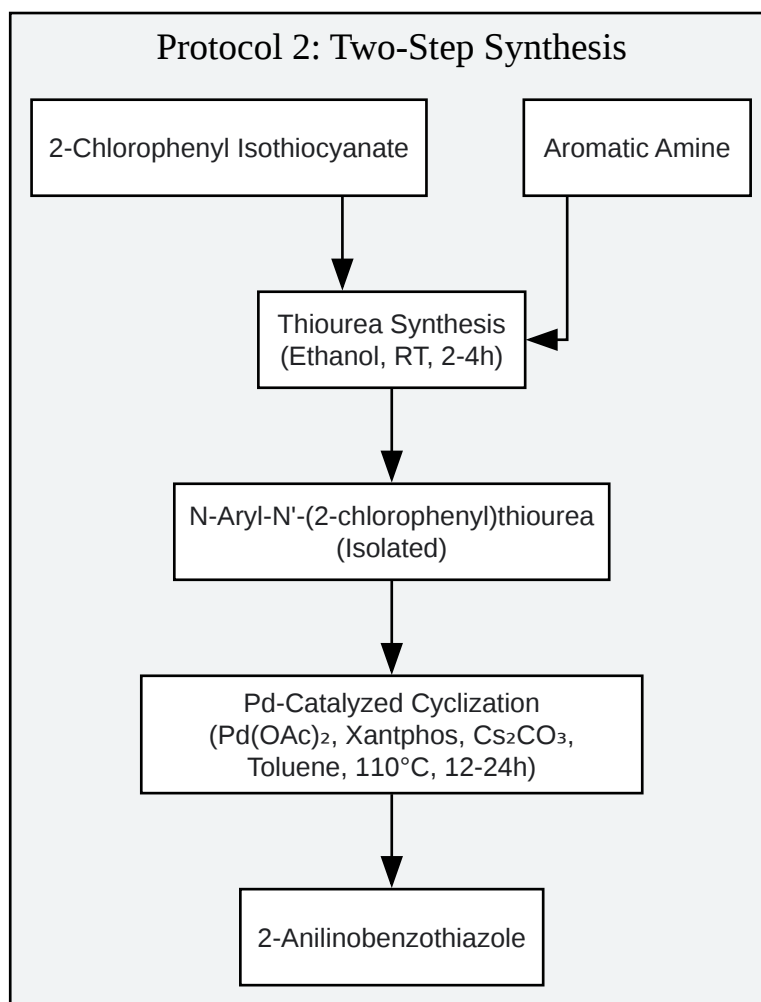 Protocol 2: Two-Step Synthesis
2-Chlorophenyl Isothiocyanate
Aromatic Amine
Thiourea Synthesis
(Ethanol, RT, 2-4h)
N-Aryl-N'-(2-chlorophenyl)thiourea
(Isolated)
Pd-Catalyzed Cyclization
(Pd(OAc)₂, Xantphos, Cs₂CO₃,
Toluene, 110°C, 12-24h)
2-Anilinobenzothiazole